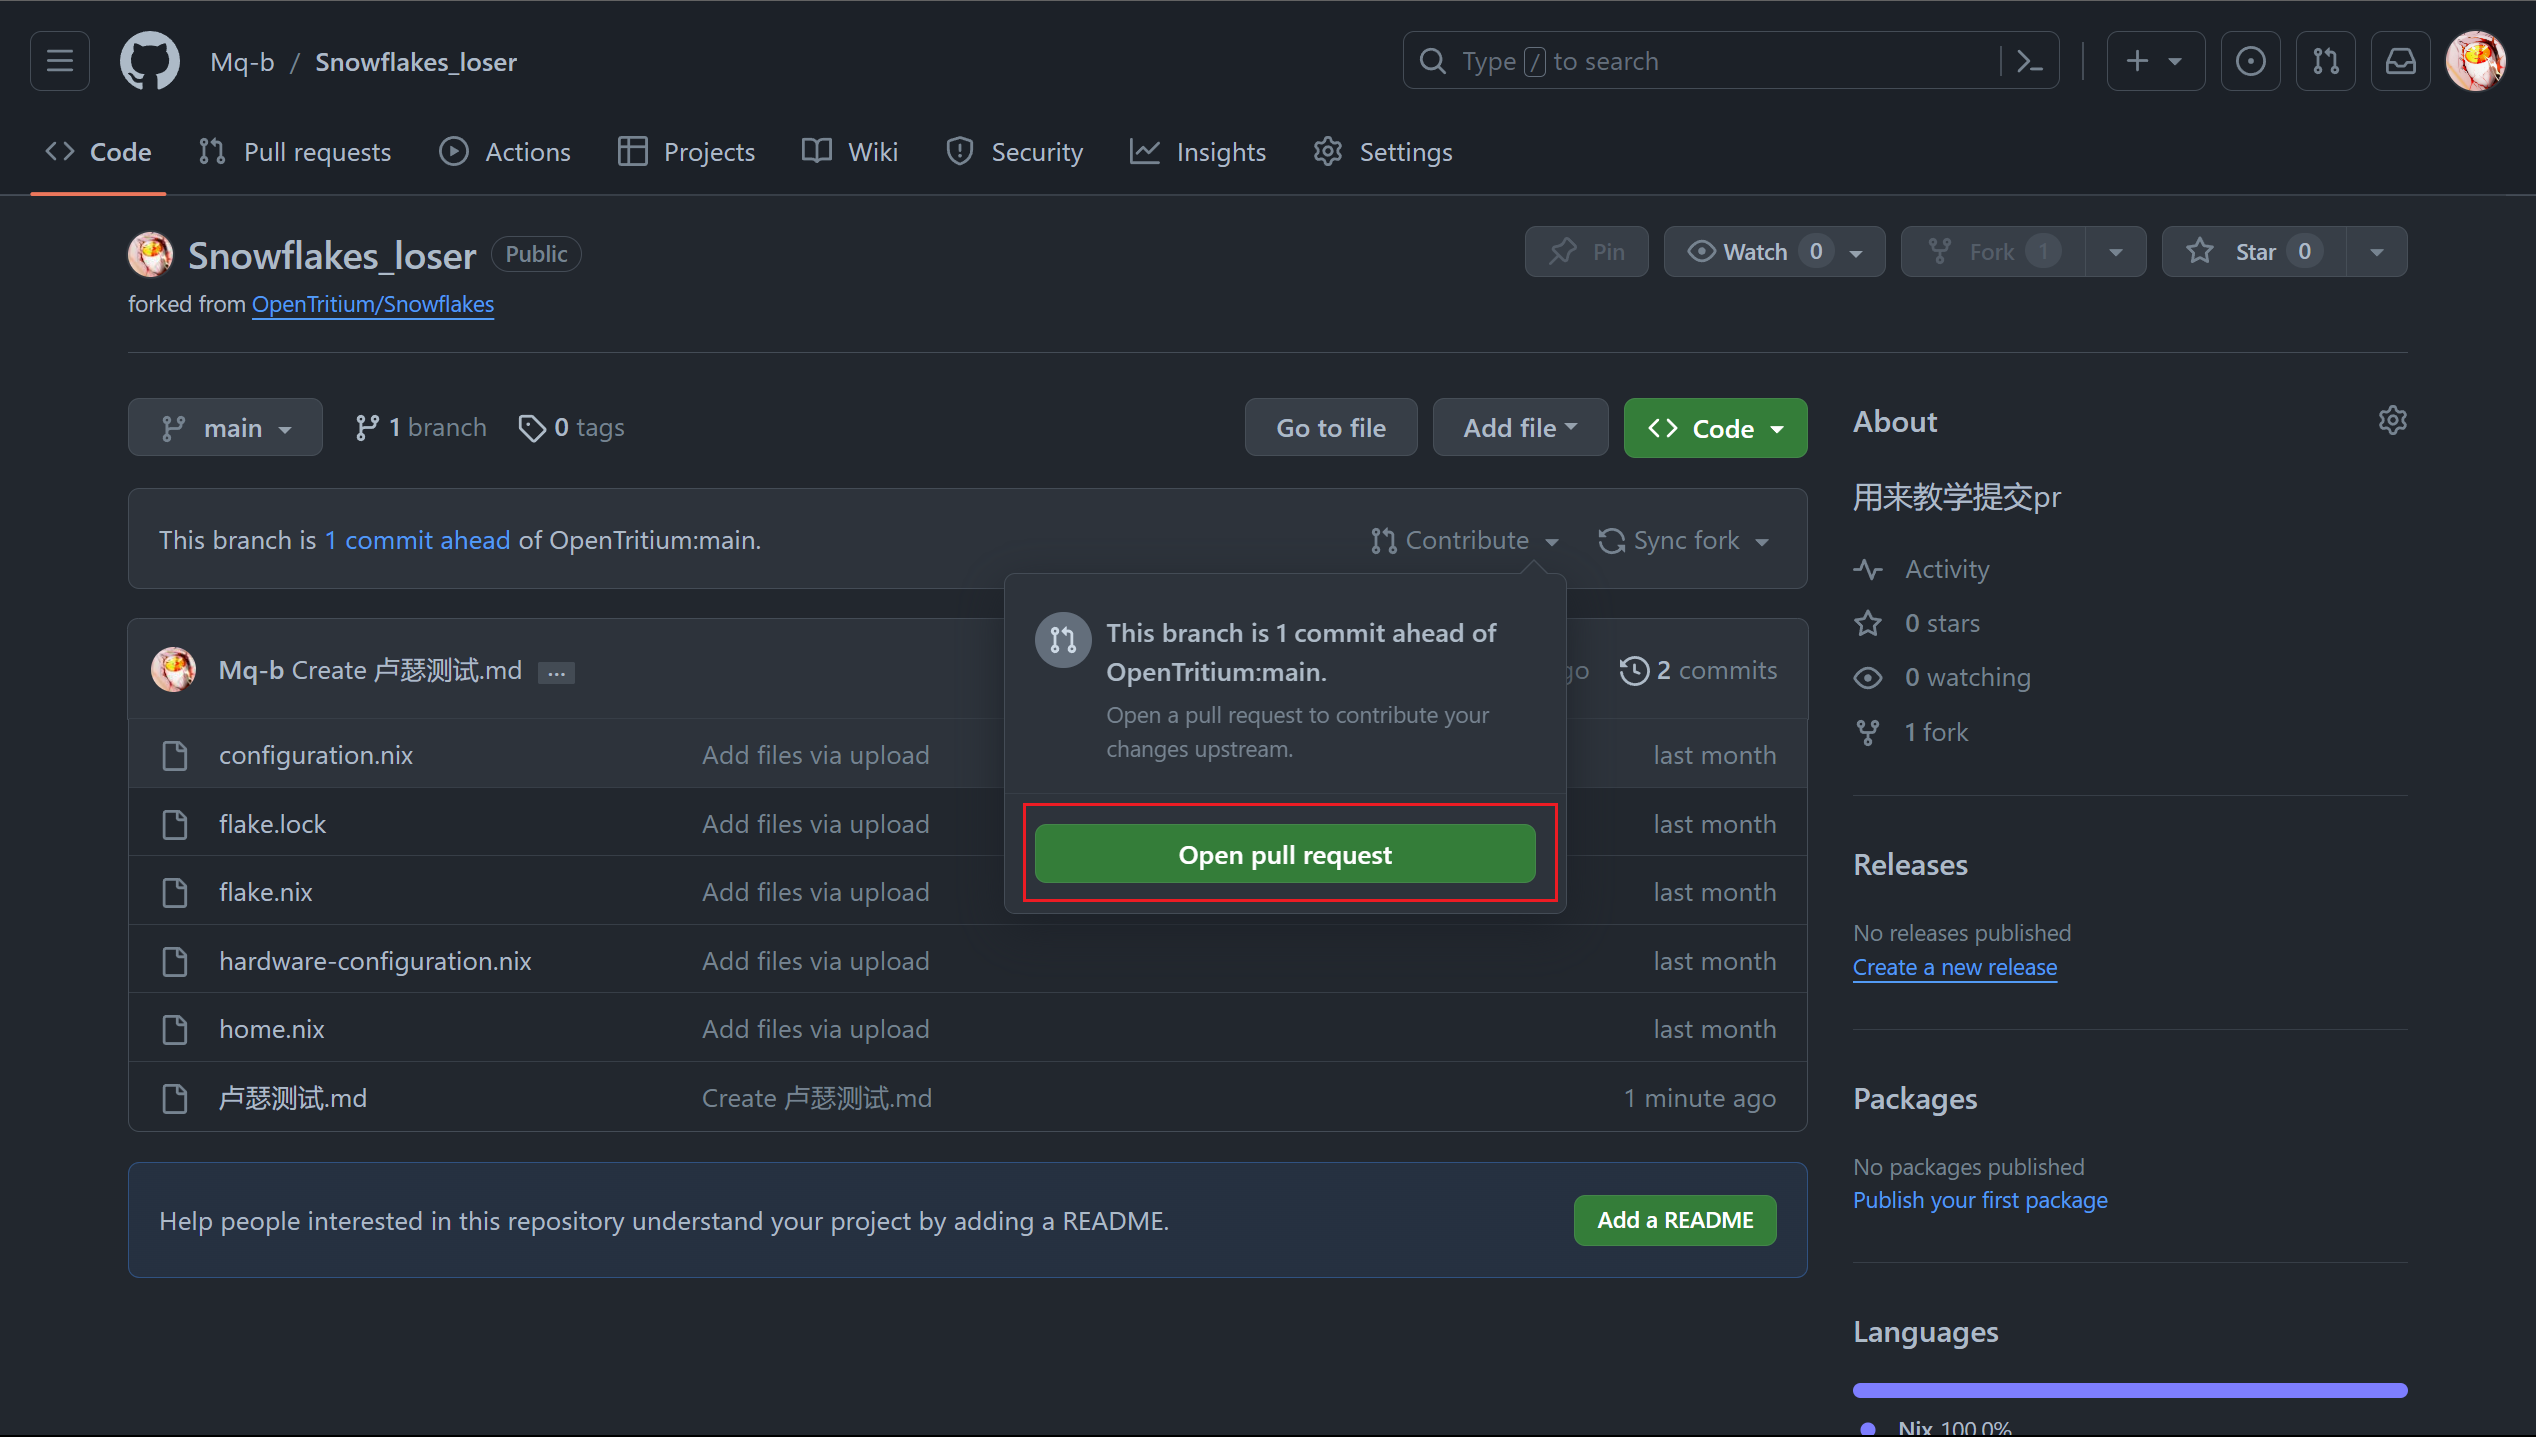 Mq-b / Snowflakes_loser
Type / to search
Code Pull requests Actions Projects Wiki Security Insights Settings
Snowflakes_loser Public
Pin Watch 0 Fork 1 Star 0
forked from OpenTritium/Snowflakes
main 1 branch 0 tags
Go to file Add file Code
About
用来教学提交pr
This branch is 1 commit ahead of OpenTritium:main.
Contribute Sync fork
Activity
0 stars
0 watching
1 fork
This branch is 1 commit ahead of
OpenTritium:main.
Open a pull request to contribute your
changes upstream.
Open pull request
Mq-b Create 卢瑟测试.md ... go 2 commits
configuration.nix Add files via upload last month
flake.lock Add files via upload last month
flake.nix Add files via upload last month
hardware-configuration.nix Add files via upload last month
home.nix Add files via upload last month
卢瑟测试.md Create 卢瑟测试.md 1 minute ago
Releases
No releases published
Create a new release
Packages
No packages published
Publish your first package
Help people interested in this repository understand your project by adding a README.
Add a README
Languages
Nix 100.0%